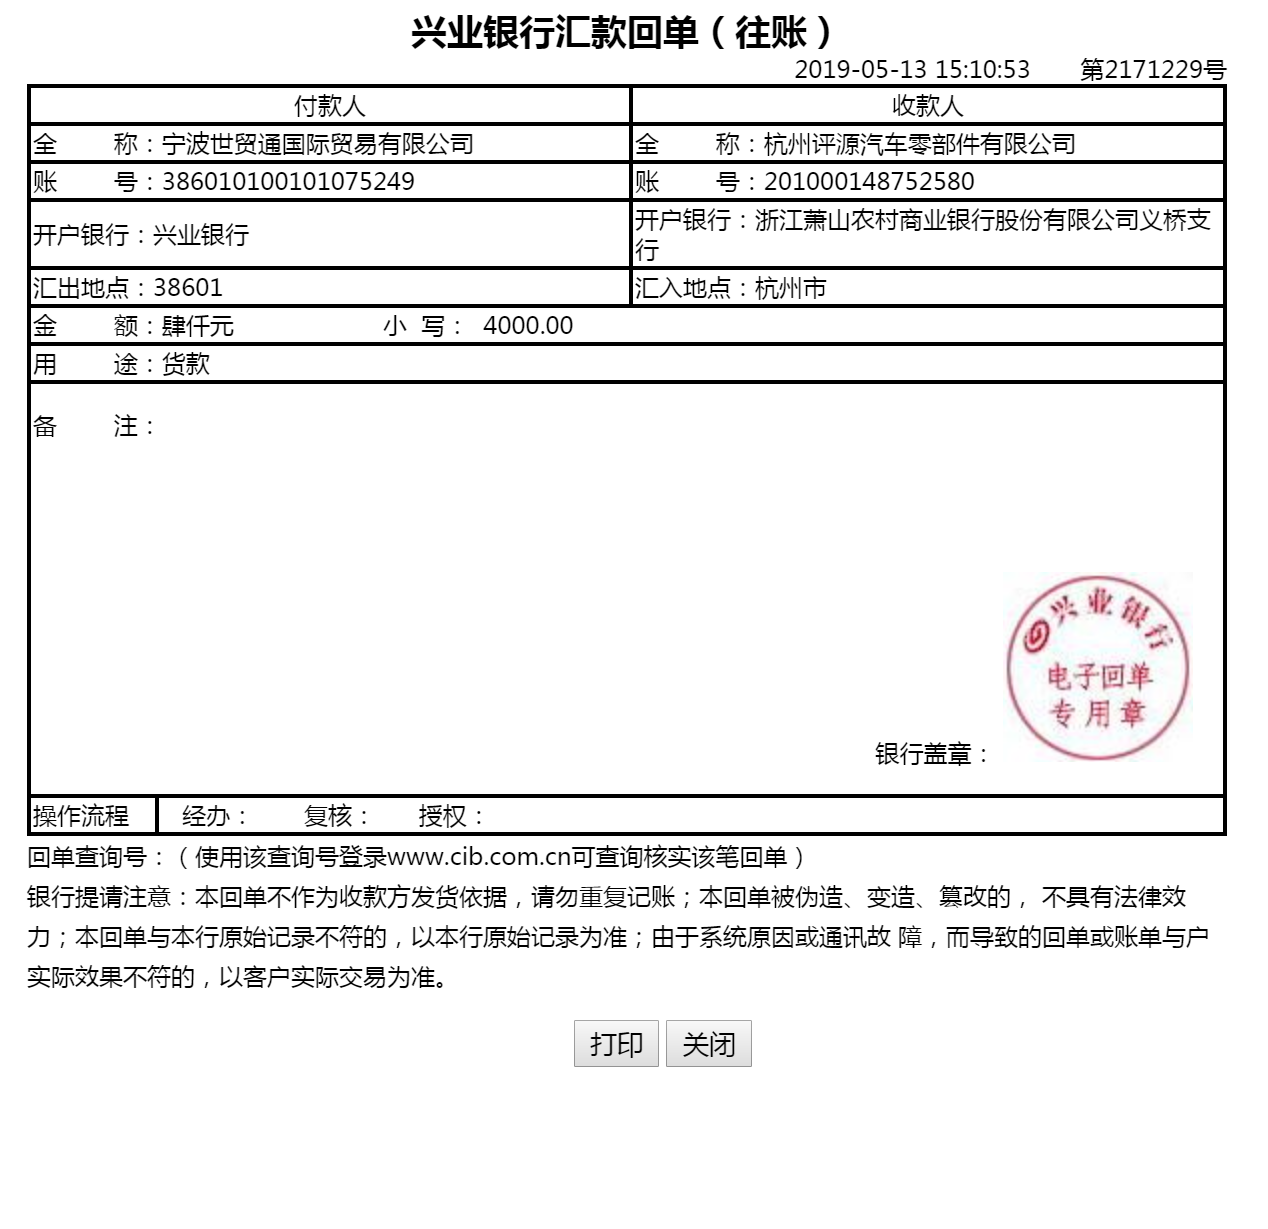 兴业银行汇款回单（往账）
2019-05-13 15:10:53 第2171229号
付款人 收款人
全 称：宁波世贸通国际贸易有限公司 全 称：杭州评源汽车零部件有限公司
账 号：386010100101075249 账 号：201000148752580
开户银行：兴业银行 开户银行：浙江萧山农村商业银行股份有限公司义桥支
行
汇出地点：38601 汇入地点：杭州市
金 额：肆仟元 小 写： 4000.00
用 途：货款
备 注：
兴业银行
电子回单
专用章
银行盖章：
操作流程 经办： 复核： 授权：
回单查询号：（使用该查询号登录www.cib.com.cn可查询核实该笔回单）
银行提请注意：本回单不作为收款方发货依据，请勿重复记账；本回单被伪造、变造、篡改的， 不具有法律效
力；本回单与本行原始记录不符的，以本行原始记录为准；由于系统原因或通讯故 障，而导致的回单或账单与户
实际效果不符的，以客户实际交易为准。
打印 关闭